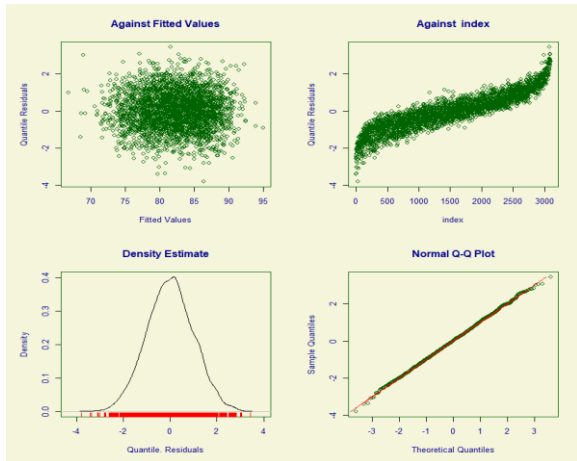 Against Fitted Values
Quantile Residuals
2
0
-2
-4
70 75 80 85 90 95
Fitted Values
Against index
Quantile Residuals
2
0
-2
-4
0 500 1000 1500 2000 2500 3000
index
Density Estimate
Density
0.4
0.3
0.2
0.1
0.0
-4 -2 0 2 4
Quantile. Residuals
Normal Q-Q Plot
Sample Quantiles
2
0
-2
-4
-3 -2 -1 0 1 2 3
Theoretical Quantiles